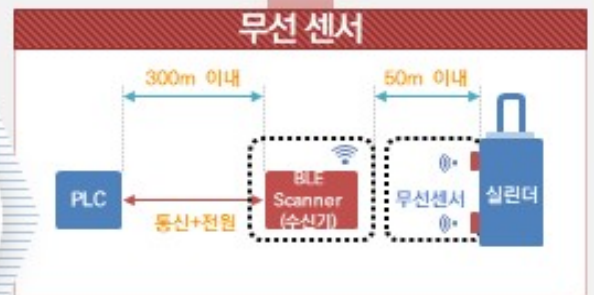 무선 센서
300m 이내
50m 이내
PLC
BLE
Scanner
(수신기)
통신+전원
무선센서
실린더